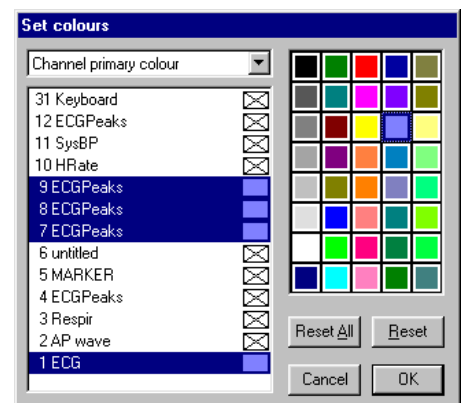 Set colours
Channel primary colour
31 Keyboard
12 ECGPeaks
11 SysBP
10 HRate
9 ECGPeaks
8 ECGPeaks
7 ECGPeaks
6 untitled
5 MARKER
4 ECGPeaks
3 Respir
2 AP wave
1 ECG
Reset All Reset
Cancel OK